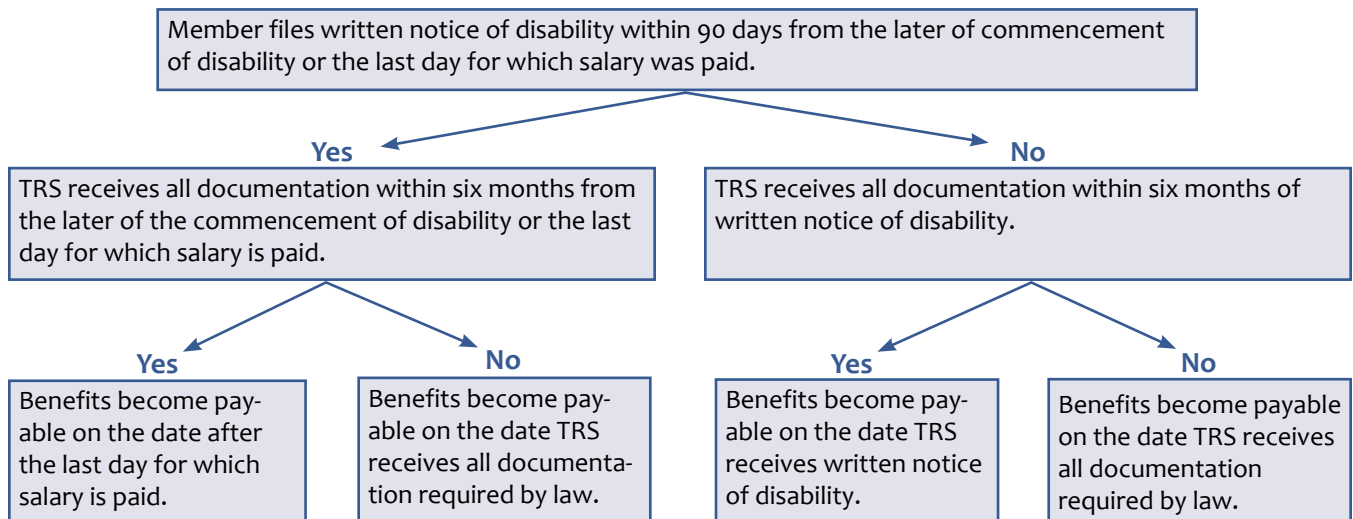 Member files written notice of disability within 90 days from the later of commencement
of disability or the last day for which salary was paid.
Yes
No
TRS receives all documentation within six months from
the later of the commencement of disability or the last
day for which salary is paid.
TRS receives all documentation within six months of
written notice of disability.
Yes
No
Yes
No
Benefits become pay-
able on the date after
the last day for which
salary is paid.
Benefits become pay-
able on the date TRS
receives all documenta-
tion required by law.
Benefits become pay-
able on the date TRS
receives written notice
of disability.
Benefits become payable
on the date TRS receives
all documentation
required by law.